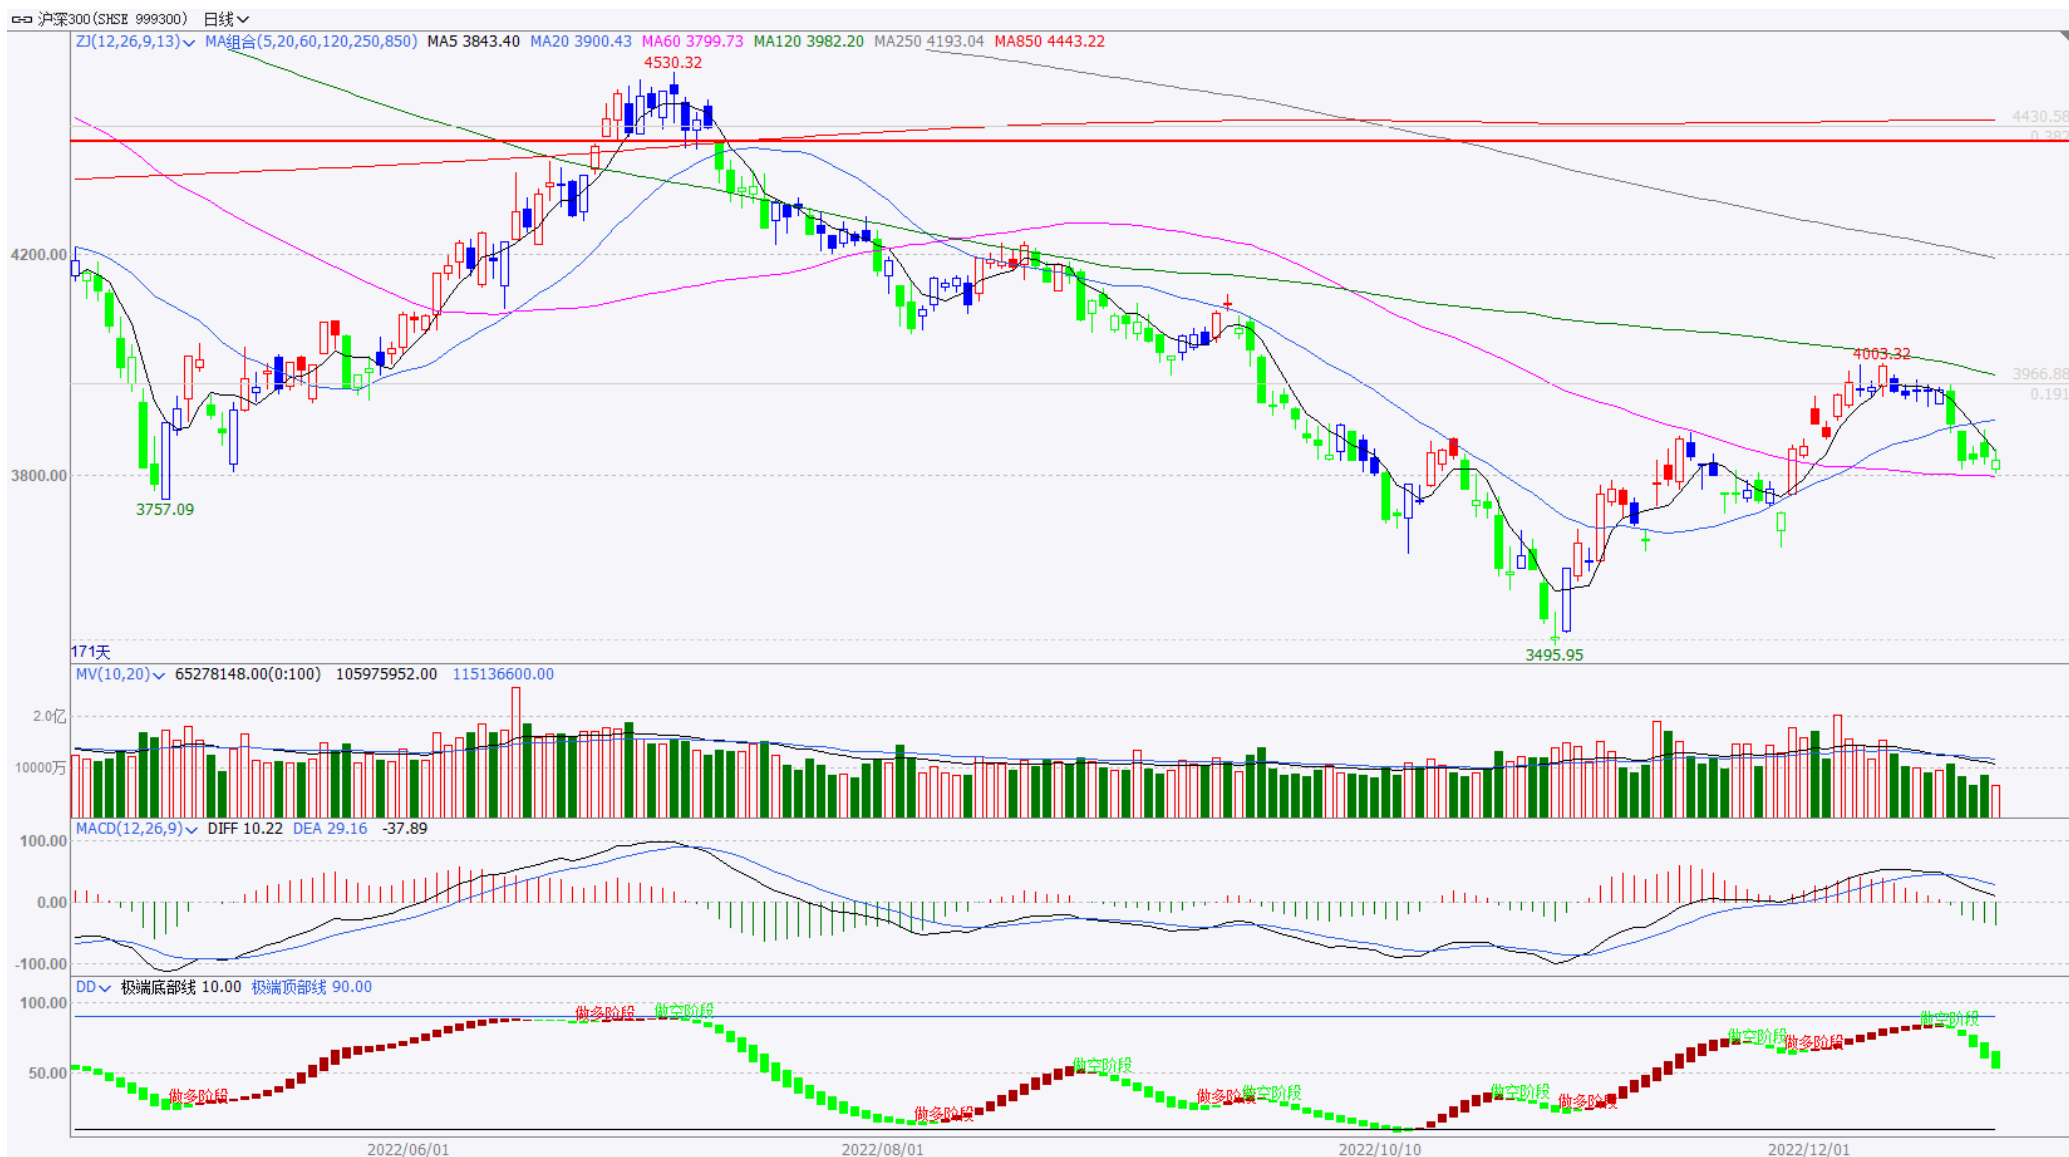 沪深300(SHSE 999300) 日线
ZJ(12,26,9,13) MA组合(5,20,60,120,250,850) MA5 3843.40 MA20 3900.43 MA60 3799.73 MA120 3982.20 MA250 4193.04 MA850 4443.22
4530.32
4430.58
0.382
4200.00
4003.32
3966.88
0.191
3800.00
3757.09
3495.95
171天
MV(10,20) 65278148.00(0:100) 105975952.00 115136600.00
2.0亿
10000万
MACD(12,26,9) DIFF 10.22 DEA 29.16 -37.89
100.00
0.00
-100.00
DD 极端底部线 10.00 极端顶部线 90.00
100.00
做多阶段 做空阶段 做空阶段
做空阶段 做多阶段
50.00
做空阶段
做多阶段 做多阶段 做空阶段 做空阶段 做多阶段
做多阶段
2022/06/01 2022/08/01 2022/10/10 2022/12/01